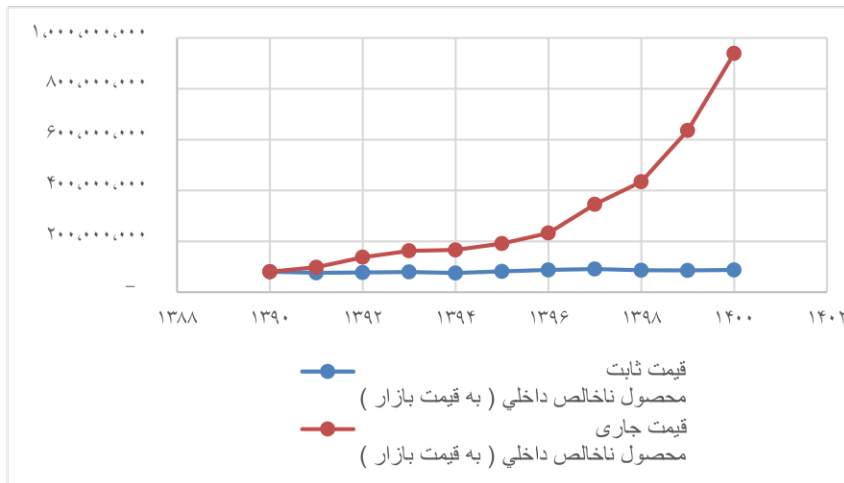 ۱,۰۰۰,۰۰۰,۰۰۰
۸۰۰,۰۰۰,۰۰۰
۶۰۰,۰۰۰,۰۰۰
۴۰۰,۰۰۰,۰۰۰
۲۰۰,۰۰۰,۰۰۰
–
۱۳۸۸ ۱۳۹۰ ۱۳۹۲ ۱۳۹۴ ۱۳۹۶ ۱۳۹۸ ۱۴۰۰ ۱۴۰۲
قیمت ثابت
محصول ناخالص داخلي ( به قیمت بازار )
قیمت جاری
محصول ناخالص داخلي ( به قیمت بازار )